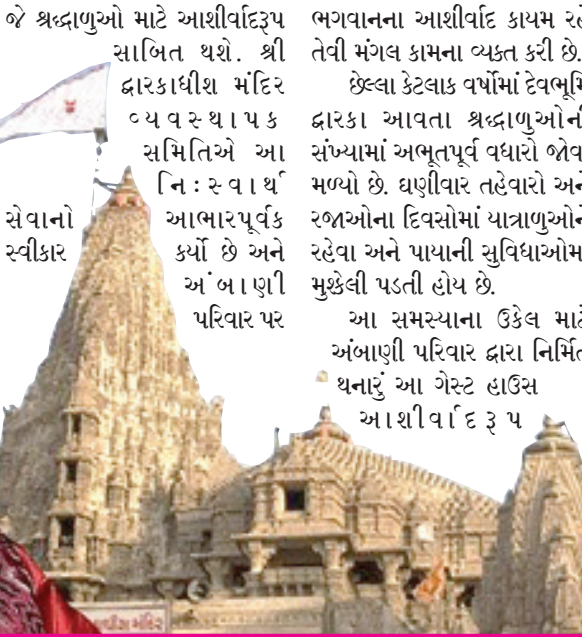 જે શ્રદ્ધાળુઓ માટે આશીર્વાદરૂપ
સાબિત થશે. શ્રી
દ્વારકાધીશ મંદિર
વ્યવસ્થાપક
સમિતિએ આ
નિઃસ્વાર્થ
સેવાનો આભારપૂર્વક
સ્વીકાર કર્યો છે અને
અંબાણી
પરિવાર પર
ભગવાનના આશીર્વાદ કાયમ રહે
તેવી મંગલ કામના વ્યક્ત કરી છે.
છેલ્લા કેટલાક વર્ષોમાં દેવભૂમિ
દ્વારકા આવતા શ્રદ્ધાળુઓની
સંખ્યામાં અભૂતપૂર્વ વધારો જોવા
મળ્યો છે. ઘણીવાર તહેવારો અને
રજાઓના દિવસોમાં યાત્રાળુઓને
રહેવા અને પાયાની સુવિધાઓમાં
મુશ્કેલી પડતી હોય છે.
આ સમસ્યાના ઉકેલ માટે
અંબાણી પરિવાર દ્વારા નિર્મિત
થનારું આ ગેસ્ટ હાઉસ
આશીર્વાદરૂપ
મંદિર